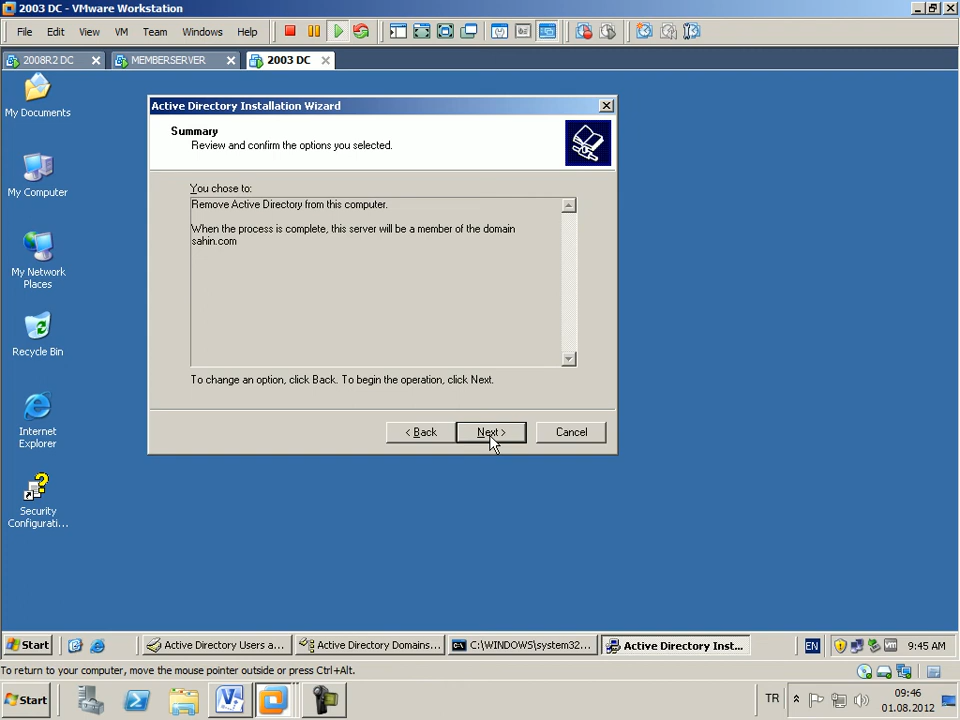 2003 DC - VMware Workstation
File Edit View VM Team Windows Help
2008R2 DC MEMBERSERVER 2003 DC
My Documents
My Computer
My Network
Places
Recycle Bin
Internet
Explorer
Security
Configurati...
Active Directory Installation Wizard
Summary
Review and confirm the options you selected.
You chose to:
Remove Active Directory from this computer.
When the process is complete, this server will be a member of the domain
sahin.com
To change an option, click Back. To begin the operation, click Next.
< Back Next > Cancel
Start Active Directory Users a... Active Directory Domains... C:\WINDOWS\system32... Active Directory Inst... EN 9:45 AM
To return to your computer, move the mouse pointer outside or press Ctrl+Alt.
Start TR 09:46
01.08.2012